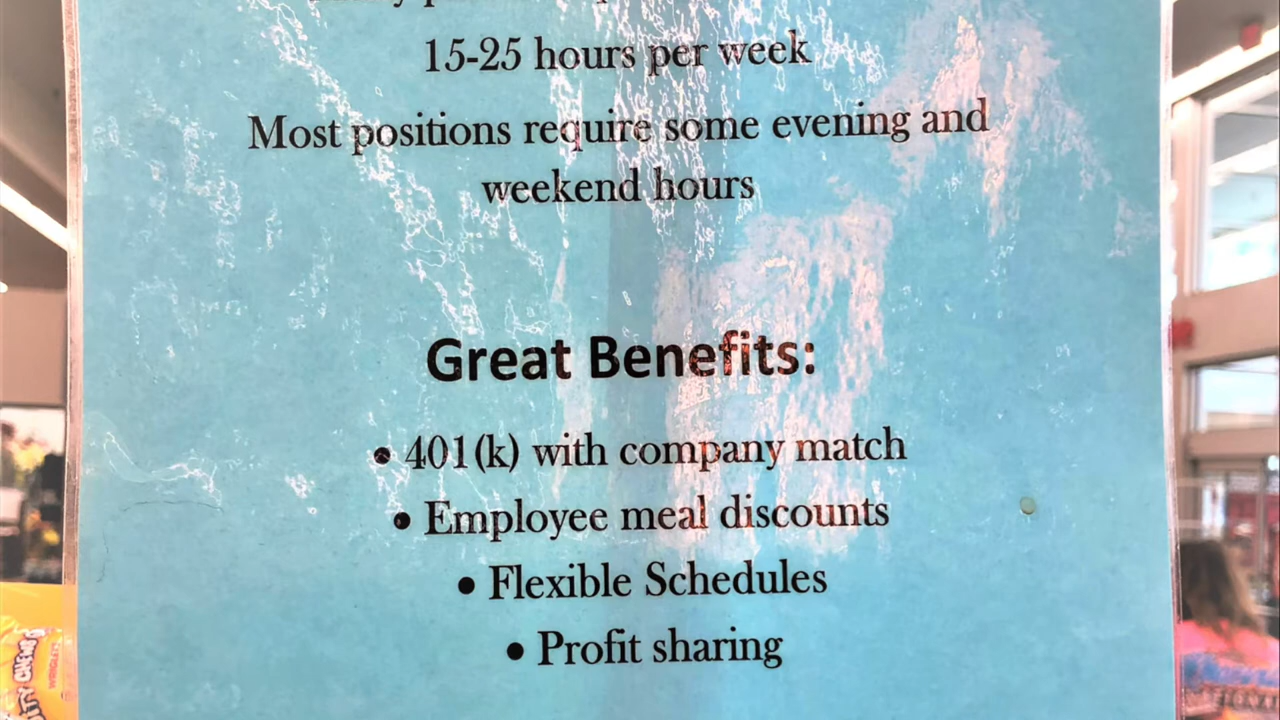 15-25 hours per week
Most positions require some evening and
weekend hours
Great Benefits:
• 401(k) with company match
• Employee meal discounts
• Flexible Schedules
• Profit sharing